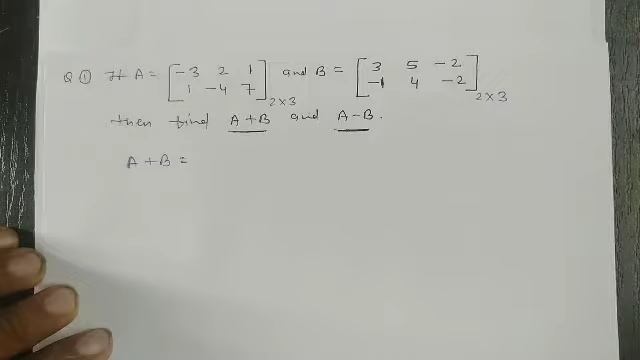 Q ① If A = [ -3 2 1 ] and B = [ 3 5 -2 ]
1 -4 7 2×3 -1 4 -2 2×3
then find A+B and A-B.
A+B =